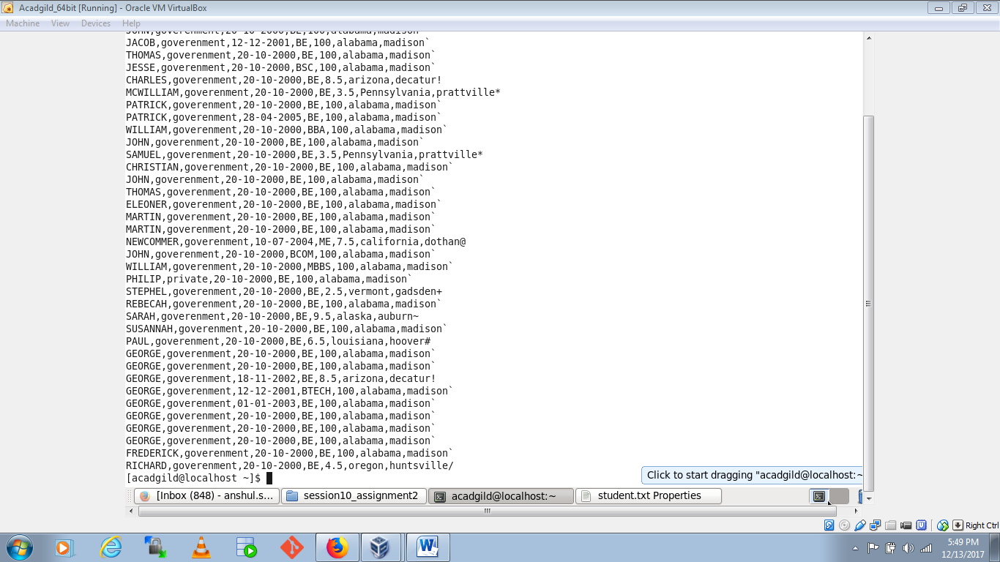 Acadgild_64bit [Running] - Oracle VM VirtualBox
Machine View Devices Help
JOHN,goverenment,20-10-2000,BE,100,alabama,madison`
JACOB,goverenment,12-12-2001,BE,100,alabama,madison`
THOMAS,goverenment,20-10-2000,BE,100,alabama,madison`
JESSE,goverenment,20-10-2000,BSC,100,alabama,madison`
CHARLES,goverenment,20-10-2000,BE,8.5,arizona,decatur!
MCWILLIAM,goverenment,20-10-2000,BE,3.5,Pennsylvania,prattville*
PATRICK,goverenment,20-10-2000,BE,100,alabama,madison`
PATRICK,goverenment,28-04-2005,BE,100,alabama,madison`
WILLIAM,goverenment,20-10-2000,BBA,100,alabama,madison`
JOHN,goverenment,20-10-2000,BE,100,alabama,madison`
SAMUEL,goverenment,20-10-2000,BE,3.5,Pennsylvania,prattville*
CHRISTIAN,goverenment,20-10-2000,BE,100,alabama,madison`
JOHN,goverenment,20-10-2000,BE,100,alabama,madison`
THOMAS,goverenment,20-10-2000,BE,100,alabama,madison`
ELEONER,goverenment,20-10-2000,BE,100,alabama,madison`
MARTIN,goverenment,20-10-2000,BE,100,alabama,madison`
MARTIN,goverenment,20-10-2000,BE,100,alabama,madison`
NEWCOMMER,goverenment,10-07-2004,ME,7.5,california,dothan@
JOHN,goverenment,20-10-2000,BCOM,100,alabama,madison`
WILLIAM,goverenment,20-10-2000,MBBS,100,alabama,madison`
PHILIP,private,20-10-2000,BE,100,alabama,madison`
STEPHEL,goverenment,20-10-2000,BE,2.5,vermont,gadsden+
REBECAH,goverenment,20-10-2000,BE,100,alabama,madison`
SARAH,goverenment,20-10-2000,BE,9.5,alaska,auburn~
SUSANNAH,goverenment,20-10-2000,BE,100,alabama,madison`
PAUL,goverenment,20-10-2000,BE,6.5,louisiana,hoover#
GEORGE,goverenment,20-10-2000,BE,100,alabama,madison`
GEORGE,goverenment,20-10-2000,BE,100,alabama,madison`
GEORGE,goverenment,18-11-2002,BE,8.5,arizona,decatur!
GEORGE,goverenment,12-12-2001,BTECH,100,alabama,madison`
GEORGE,goverenment,01-01-2003,BE,100,alabama,madison`
GEORGE,goverenment,20-10-2000,BE,100,alabama,madison`
GEORGE,goverenment,20-10-2000,BE,100,alabama,madison`
GEORGE,goverenment,20-10-2000,BE,100,alabama,madison`
FREDERICK,goverenment,20-10-2000,BE,100,alabama,madison`
RICHARD,goverenment,20-10-2000,BE,4.5,oregon,huntsville/
[acadgild@localhost ~]$
Click to start dragging "acadgild@localhost:~
[Inbox (848) - anshul.s... session10_assignment2 acadgild@localhost:~ student.txt Properties
Right Ctrl
5:49 PM
12/13/2017